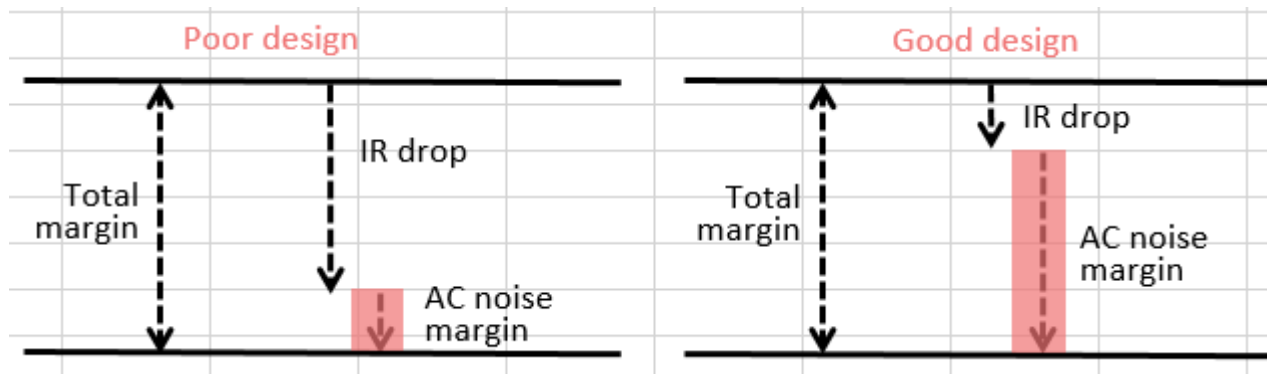 Poor design
IR drop
Total
margin
AC noise
margin
Good design
IR drop
Total
margin
AC noise
margin